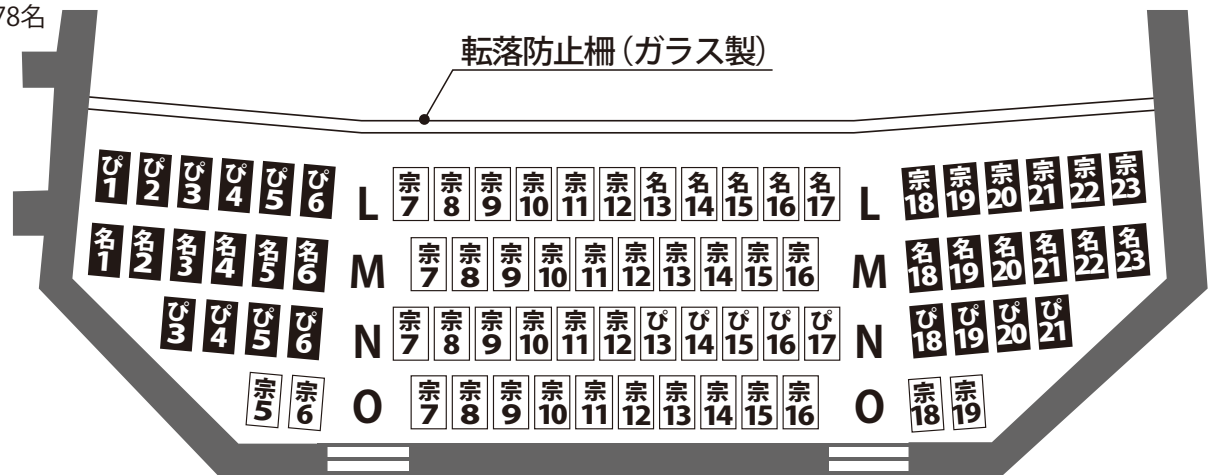 78名
転落防止柵（ガラス製）
ぴ1 ぴ2 ぴ3 ぴ4 ぴ5 ぴ6 L 宗7 宗8 宗9 宗10 宗11 宗12 名13 名14 名15 名16 名17 L 宗18 宗19 宗20 宗21 宗22 宗23
名1 名2 名3 名4 名5 名6 M 宗7 宗8 宗9 宗10 宗11 宗12 宗13 宗14 宗15 宗16 M 名18 名19 名20 名21 名22 名23
ぴ3 ぴ4 ぴ5 ぴ6 N 宗7 宗8 宗9 宗10 宗11 宗12 ぴ13 ぴ14 ぴ15 ぴ16 ぴ17 N ぴ18 ぴ19 ぴ20 ぴ21
宗5 宗6 O 宗7 宗8 宗9 宗10 宗11 宗12 宗13 宗14 宗15 宗16 O 宗18 宗19